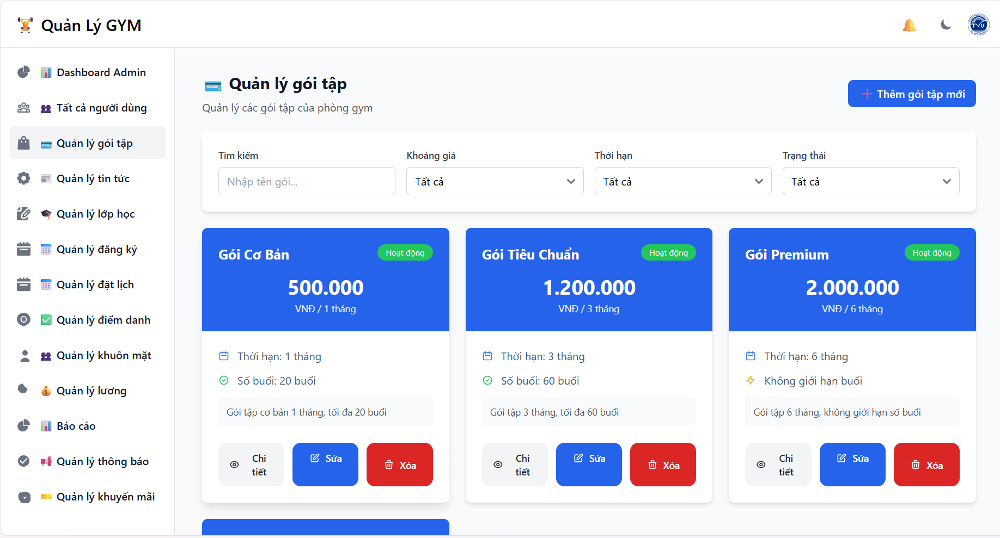 Quản Lý GYM
TVU
Dashboard Admin
Tất cả người dùng
Quản lý gói tập
Quản lý tin tức
Quản lý lớp học
Quản lý đăng ký
Quản lý đặt lịch
Quản lý điểm danh
Quản lý khuôn mặt
Quản lý lương
Báo cáo
Quản lý thông báo
Quản lý khuyến mãi
Quản lý gói tập
Quản lý các gói tập của phòng gym
Thêm gói tập mới
Tìm kiếm
Nhập tên gói...
Khoảng giá
Tất cả
Thời hạn
Tất cả
Trạng thái
Tất cả
Gói Cơ Bản
Hoạt động
500.000
VNĐ / 1 tháng
Thời hạn: 1 tháng
Số buổi: 20 buổi
Gói tập cơ bản 1 tháng, tối đa 20 buổi
Chi
tiết
Sửa
Xóa
Gói Tiêu Chuẩn
Hoạt động
1.200.000
VNĐ / 3 tháng
Thời hạn: 3 tháng
Số buổi: 60 buổi
Gói tập 3 tháng, tối đa 60 buổi
Chi
tiết
Sửa
Xóa
Gói Premium
Hoạt động
2.000.000
VNĐ / 6 tháng
Thời hạn: 6 tháng
Không giới hạn buổi
Gói tập 6 tháng, không giới hạn số buổi
Chi
tiết
Sửa
Xóa